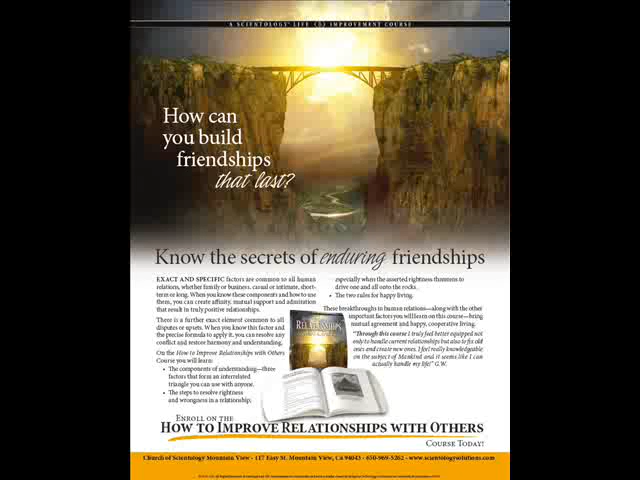 A SCIENTOLOGY® LIFE IMPROVEMENT COURSE
How can
you build
friendships
that last?
Know the secrets of enduring friendships
EXACT AND SPECIFIC factors are common to all human
relations, whether family or business, casual or intimate, short-
term or long. When you know these components and how to use
them, you can create affinity, mutual support and admiration
that result in truly positive relationships.
There is a further exact element common to all
disputes or upsets. When you know this factor and
the precise formula to apply it, you can resolve any
conflict and restore harmony and understanding.
On the How to Improve Relationships with Others
Course you will learn:
• The components of understanding—three
factors that form an interrelated
triangle you can use with anyone.
• The steps to resolve rightness
and wrongness in a relationship,
especially when the asserted rightness threatens to
drive one and all onto the rocks.
• The two rules for happy living.
These breakthroughs in human relations—along with the other
important factors you will learn on this course—bring
mutual agreement and happy, cooperative living.
"Through this course I truly feel better equipped not
only to handle current relationships but also to fix old
ones and create new ones. I feel really knowledgeable
on the subject of Mankind and it seems like I can
actually handle my life!" G.W.
RELATIONSHIPS
ENROLL ON THE
HOW TO IMPROVE RELATIONSHIPS WITH OTHERS
COURSE TODAY!
Church of Scientology Mountain View - 117 Easy St. Mountain View, CA 94043 - 650-969-5262 - www.scientologysolutions.com